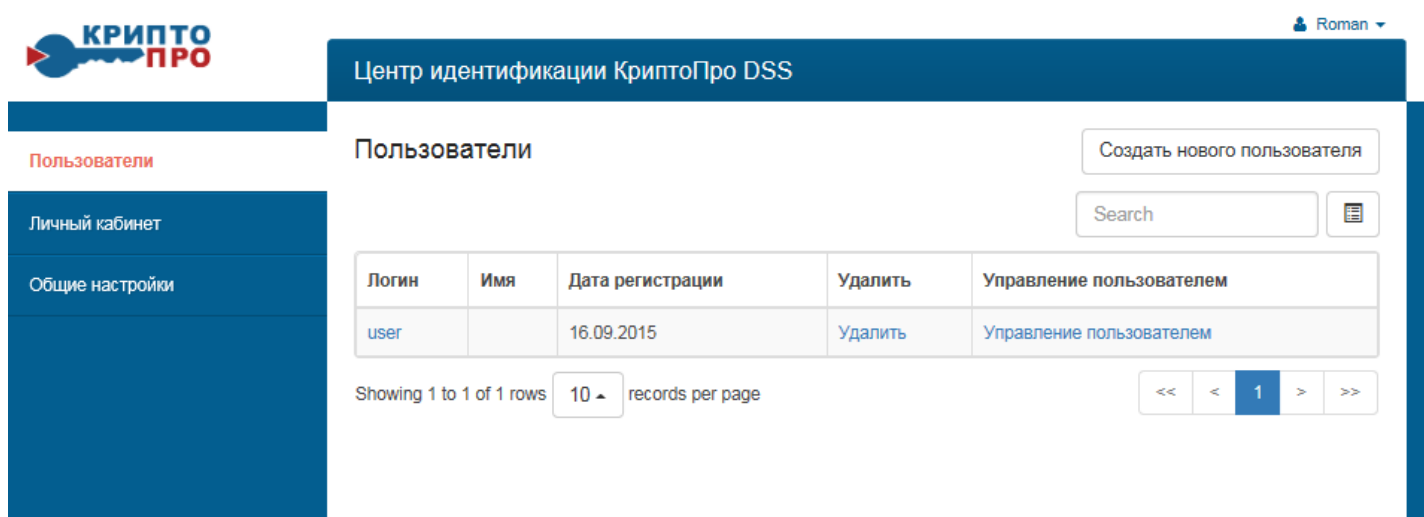 КРИПТО
ПРО
Roman
Центр идентификации КриптоПро DSS
Пользователи
Личный кабинет
Общие настройки
Пользователи
Создать нового пользователя
Search
Логин Имя Дата регистрации Удалить Управление пользователем
user 16.09.2015 Удалить Управление пользователем
Showing 1 to 1 of 1 rows 10 records per page << < 1 > >>